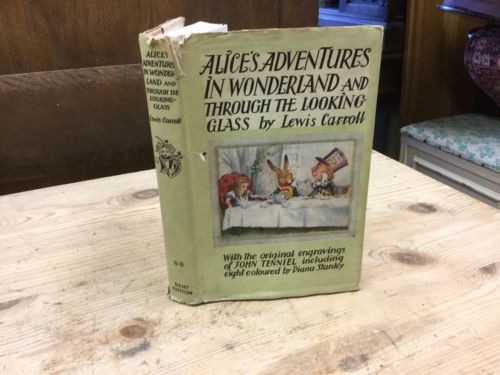 ALICE'S
ADVENTURES
IN WONDER-
LAND AND
THROUGH THE
LOOKING-
GLASS
Lewis Carroll
**
DENT
DUTTON
ALICE'S ADVENTURES
IN WONDERLAND AND
THROUGH THE LOOKING-
GLASS by Lewis Carroll
With the original engravings
of JOHN TENNIEL including
eight coloured by Diana Stanley